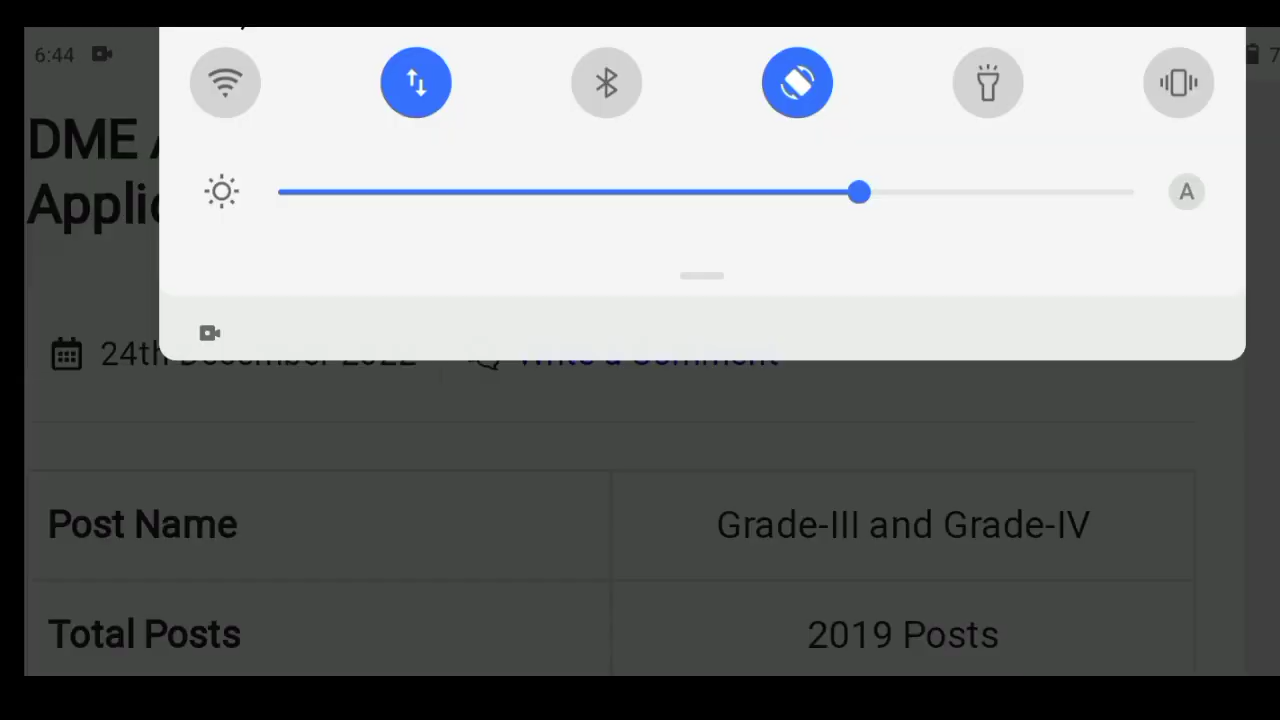 6:44
7
A
DME
24th December 2022
Write a Comment
Post Name
Grade-III and Grade-IV
Total Posts
2019 Posts